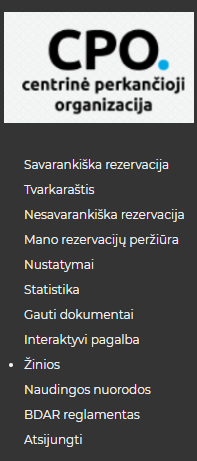 CPO.
centrinė perkančioji
organizacija
Savarankiška rezervacija
Tvarkaraštis
Nesavarankiška rezervacija
Mano rezervacijų peržiūra
Nustatymai
Statistika
Gauti dokumentai
Interaktyvi pagalba
Žinios
Naudingos nuorodos
BDAR reglamentas
Atsijungti